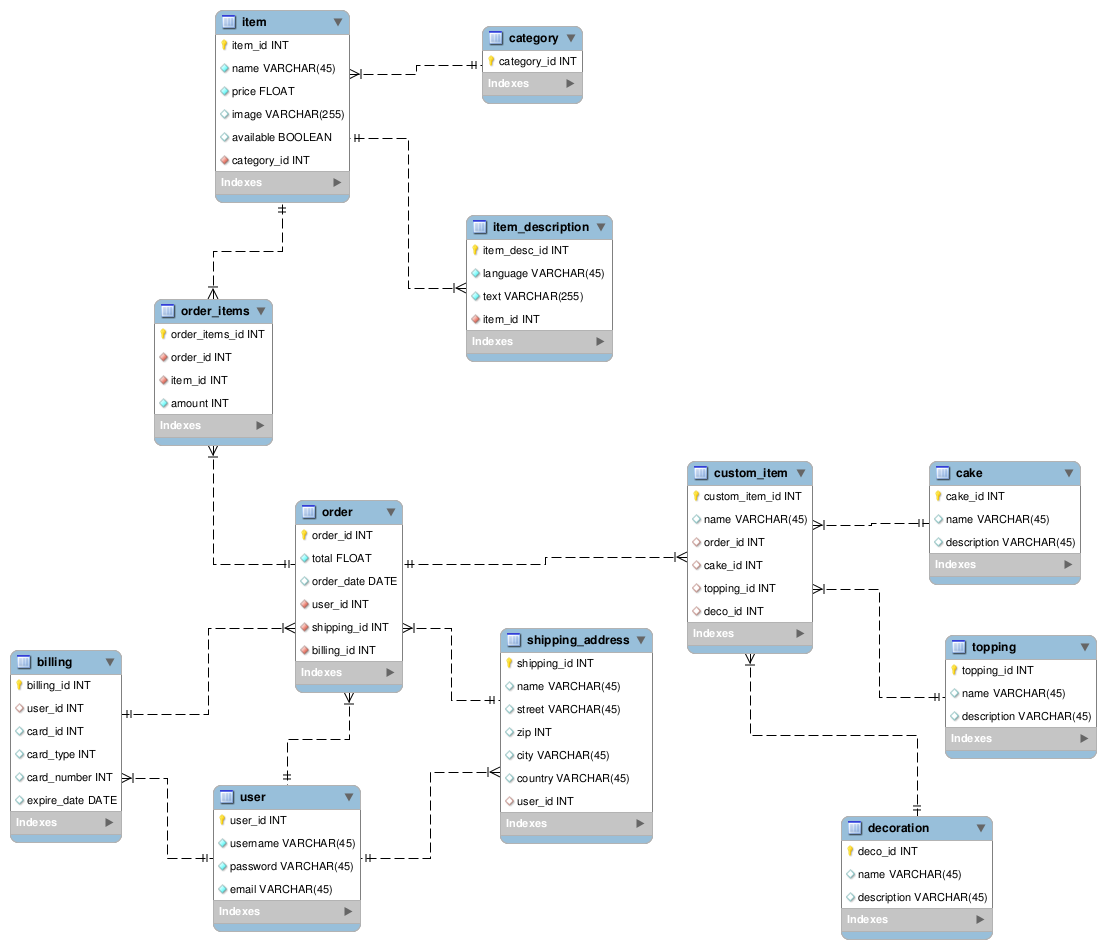 item
item_id INT
name VARCHAR(45)
price FLOAT
image VARCHAR(255)
available BOOLEAN
category_id INT
Indexes
category
category_id INT
Indexes
item_description
item_desc_id INT
language VARCHAR(45)
text VARCHAR(255)
item_id INT
Indexes
order_items
order_items_id INT
order_id INT
item_id INT
amount INT
Indexes
order
order_id INT
total FLOAT
order_date DATE
user_id INT
shipping_id INT
billing_id INT
Indexes
custom_item
custom_item_id INT
name VARCHAR(45)
order_id INT
cake_id INT
topping_id INT
deco_id INT
Indexes
cake
cake_id INT
name VARCHAR(45)
description VARCHAR(45)
Indexes
billing
billing_id INT
user_id INT
card_id INT
card_type INT
card_number INT
expire_date DATE
Indexes
shipping_address
shipping_id INT
name VARCHAR(45)
street VARCHAR(45)
zip INT
city VARCHAR(45)
country VARCHAR(45)
user_id INT
Indexes
topping
topping_id INT
name VARCHAR(45)
description VARCHAR(45)
Indexes
user
user_id INT
username VARCHAR(45)
password VARCHAR(45)
email VARCHAR(45)
Indexes
decoration
deco_id INT
name VARCHAR(45)
description VARCHAR(45)
Indexes